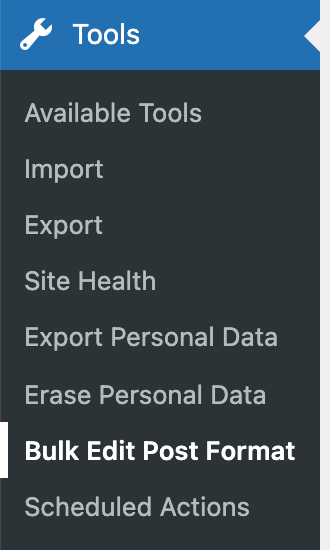 Tools
Available Tools
Import
Export
Site Health
Export Personal Data
Erase Personal Data
Bulk Edit Post Format
Scheduled Actions